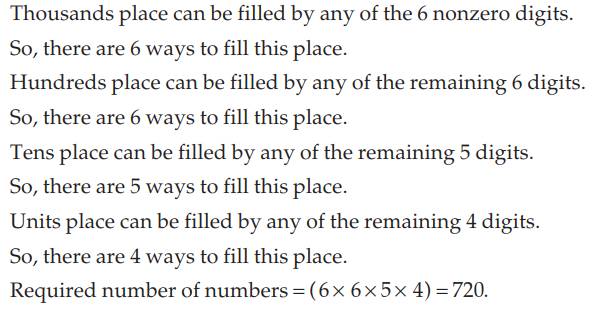 Thousands place can be filled by any of the 6 nonzero digits.
So, there are 6 ways to fill this place.
Hundreds place can be filled by any of the remaining 6 digits.
So, there are 6 ways to fill this place.
Tens place can be filled by any of the remaining 5 digits.
So, there are 5 ways to fill this place.
Units place can be filled by any of the remaining 4 digits.
So, there are 4 ways to fill this place.
Required number of numbers = (6× 6×5× 4) = 720.